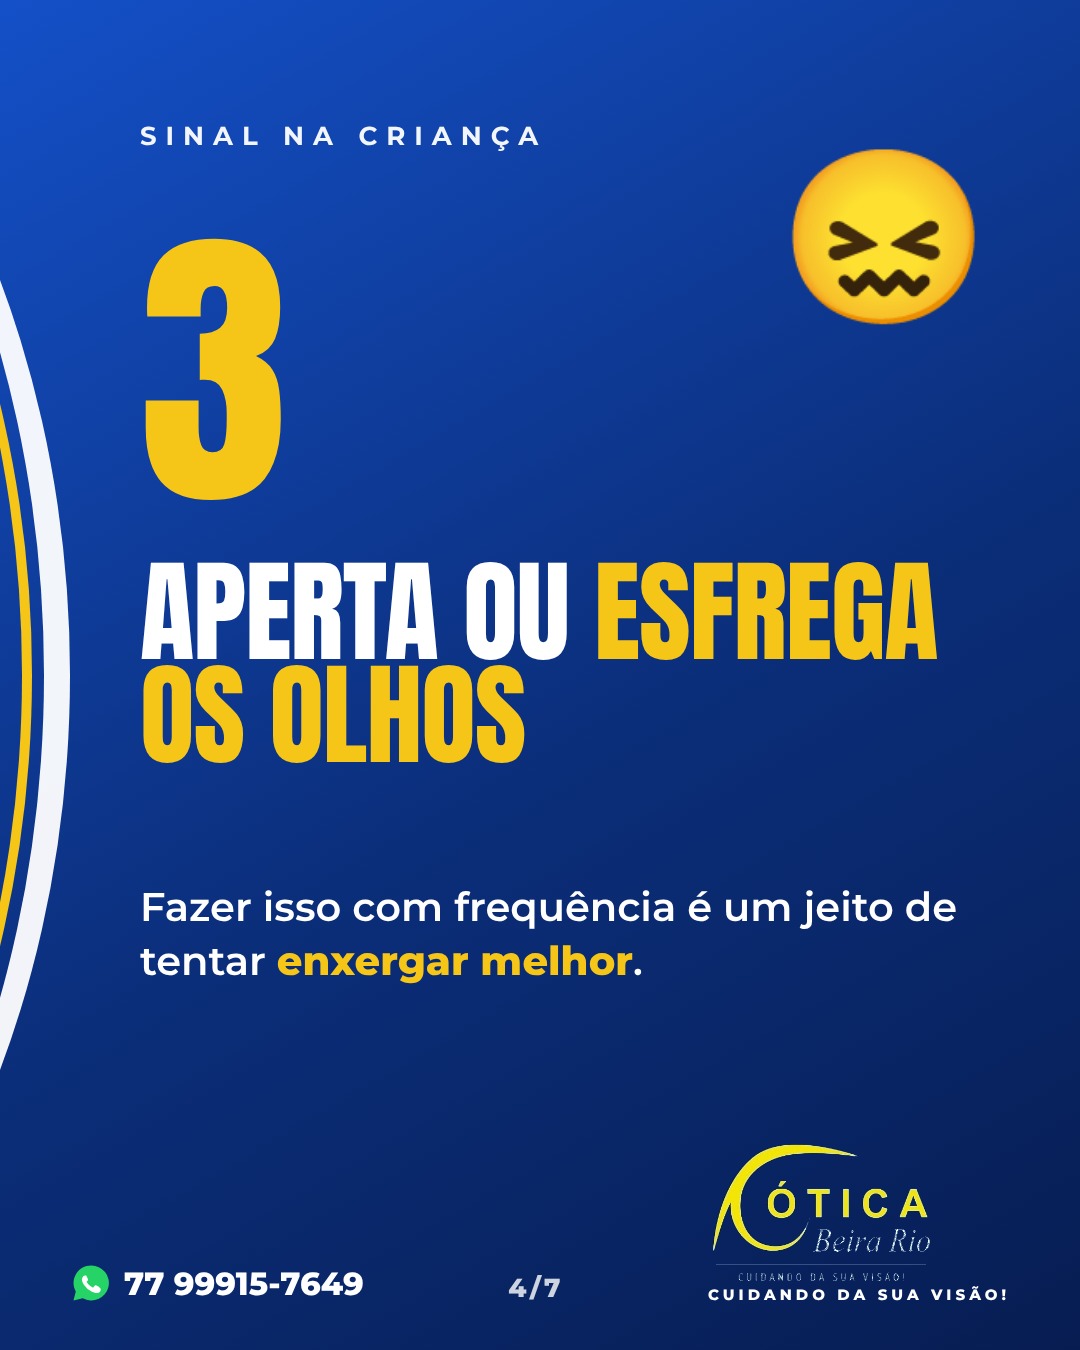 SINAL NA CRIANÇA
3
APERTA OU ESFREGA
OS OLHOS
Fazer isso com frequência é um jeito de
tentar enxergar melhor.
ÓTICA
Beira Rio
CUIDANDO DA SUA VISÃO!
CUIDANDO DA SUA VISÃO!
77 99915-7649
4/7